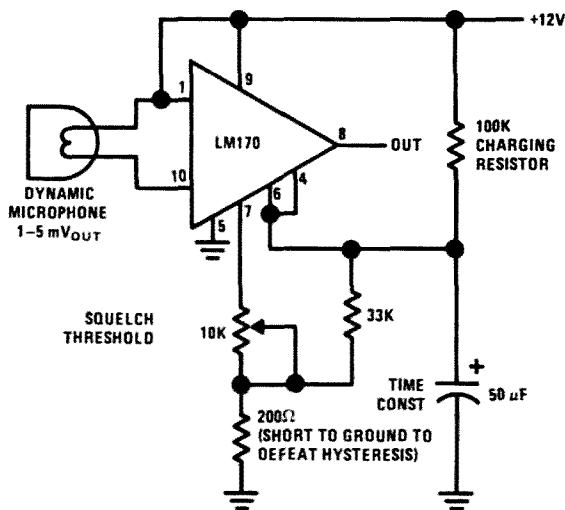 +12V
9
1
LM170
8
OUT
100K
CHARGING
RESISTOR
10
4
6
7
5
DYNAMIC
MICROPHONE
1–5 mVOUT
SQUELCH
THRESHOLD
10K
33K
+
TIME
CONST
50 μF
200Ω
(SHORT TO GROUND TO
DEFEAT HYSTERESIS)